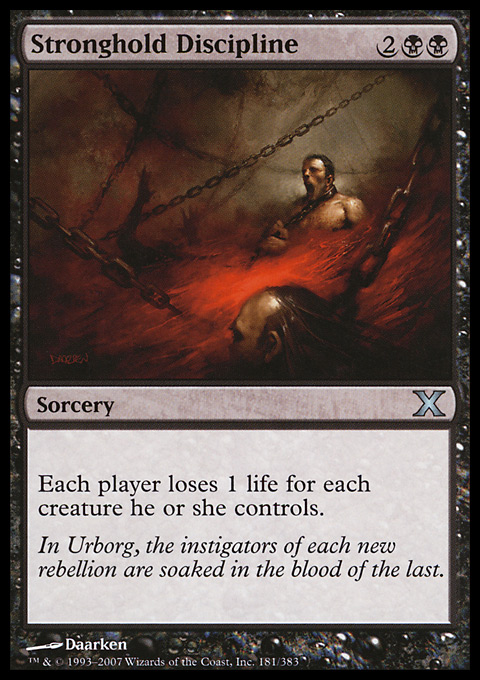 Stronghold Discipline 2
DAARKEN
Sorcery X
Each player loses 1 life for each
creature he or she controls.
In Urborg, the instigators of each new
rebellion are soaked in the blood of the last.
Daarken
™ & © 1993–2007 Wizards of the Coast, Inc. 181/383